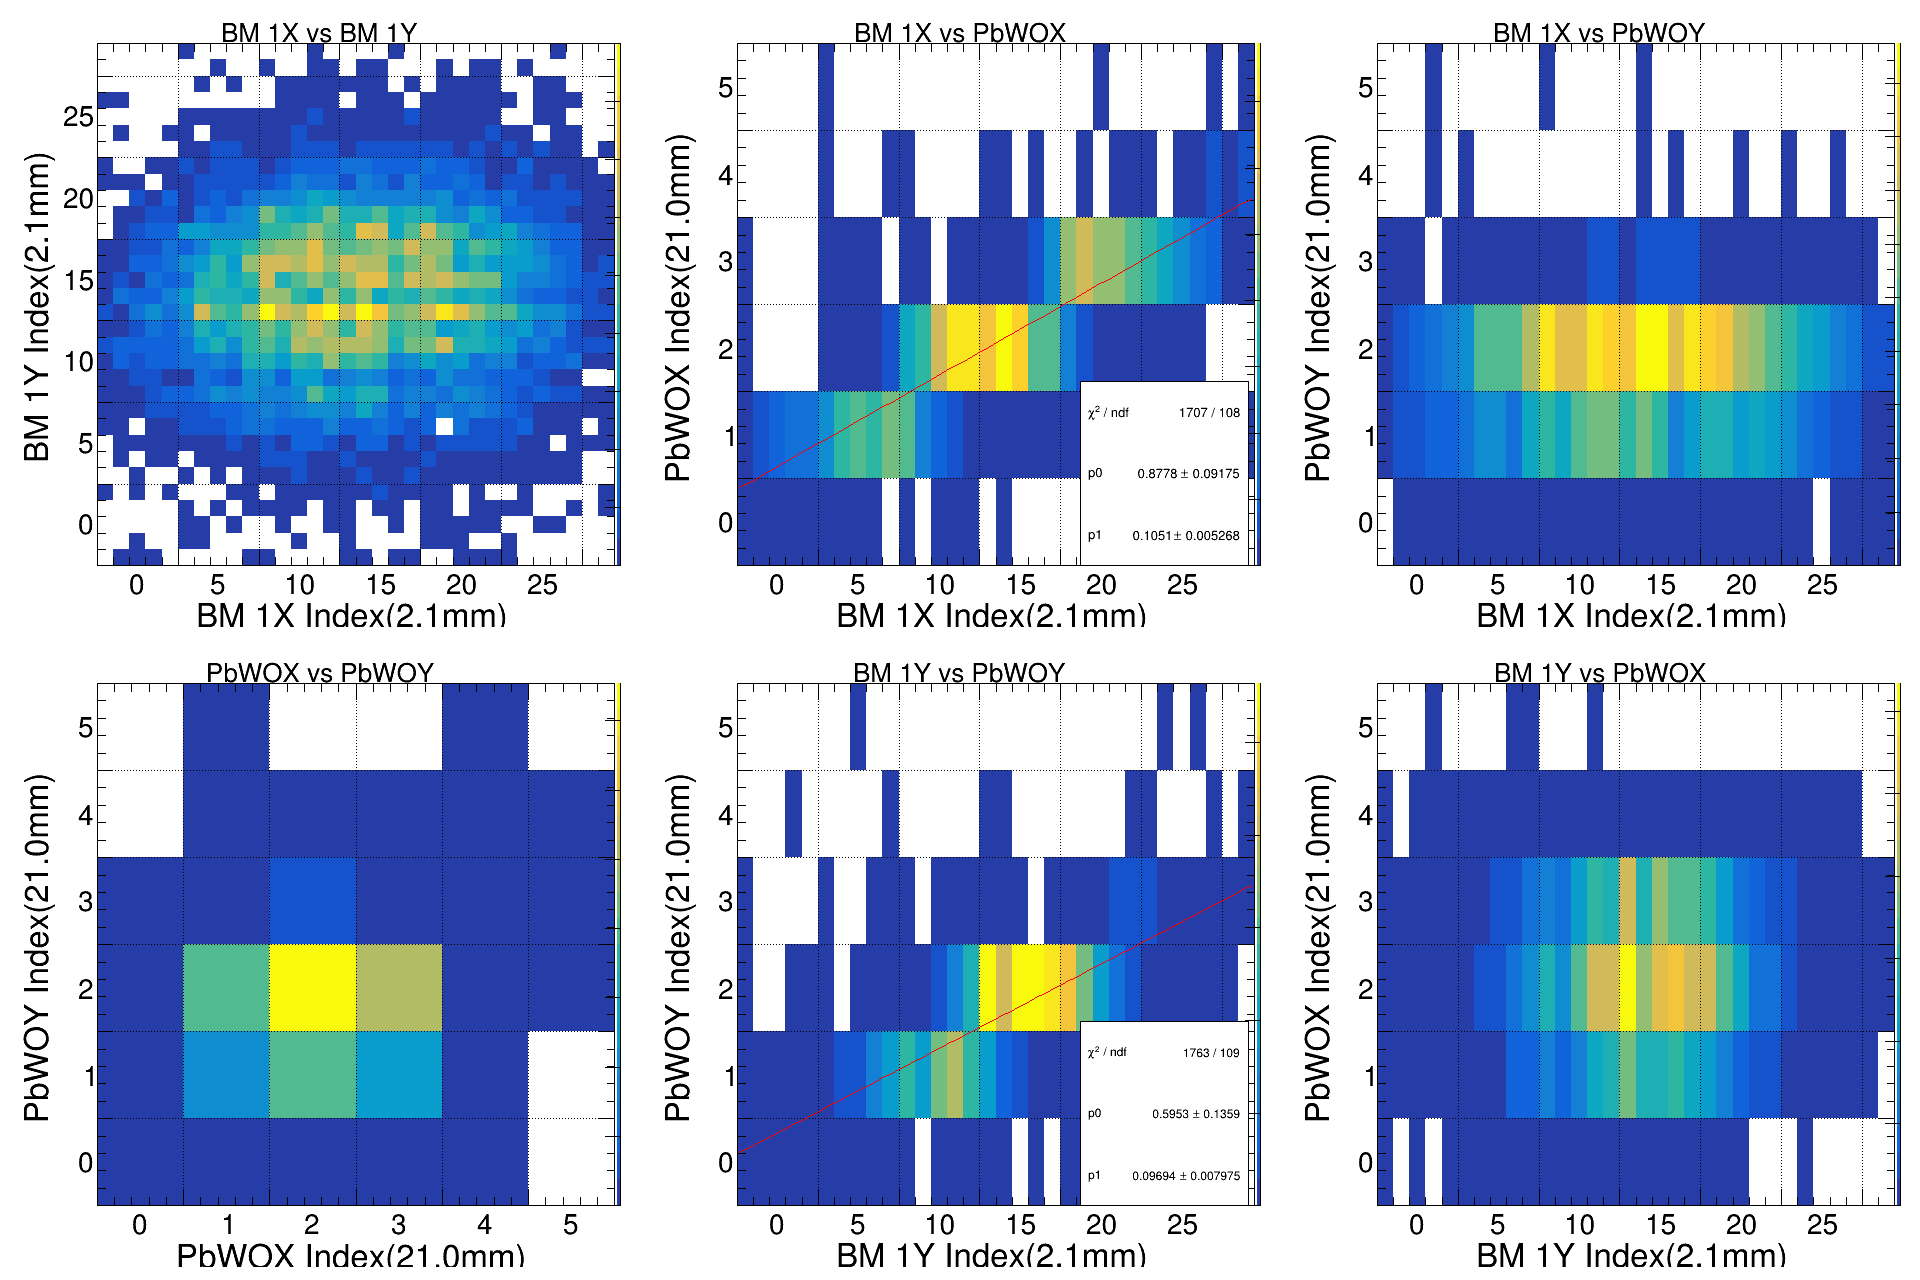 BM 1X vs BM 1Y
BM 1Y Index(2.1mm)
25
20
15
10
5
0
0 5 10 15 20 25
BM 1X Index(2.1mm)
BM 1X vs PbWOX
PbWOX Index(21.0mm)
5
4
3
2
1
0
χ² / ndf 1707 / 108
p0 0.8778 ± 0.09175
p1 0.1051 ± 0.005268
0 5 10 15 20 25
BM 1X Index(2.1mm)
BM 1X vs PbWOY
PbWOY Index(21.0mm)
5
4
3
2
1
0
0 5 10 15 20 25
BM 1X Index(2.1mm)
PbWOX vs PbWOY
PbWOY Index(21.0mm)
5
4
3
2
1
0
0 1 2 3 4 5
PbWOX Index(21.0mm)
BM 1Y vs PbWOY
PbWOY Index(21.0mm)
5
4
3
2
1
0
χ² / ndf 1763 / 109
p0 0.5953 ± 0.1359
p1 0.09694 ± 0.007975
0 5 10 15 20 25
BM 1Y Index(2.1mm)
BM 1Y vs PbWOX
PbWOX Index(21.0mm)
5
4
3
2
1
0
0 5 10 15 20 25
BM 1Y Index(2.1mm)